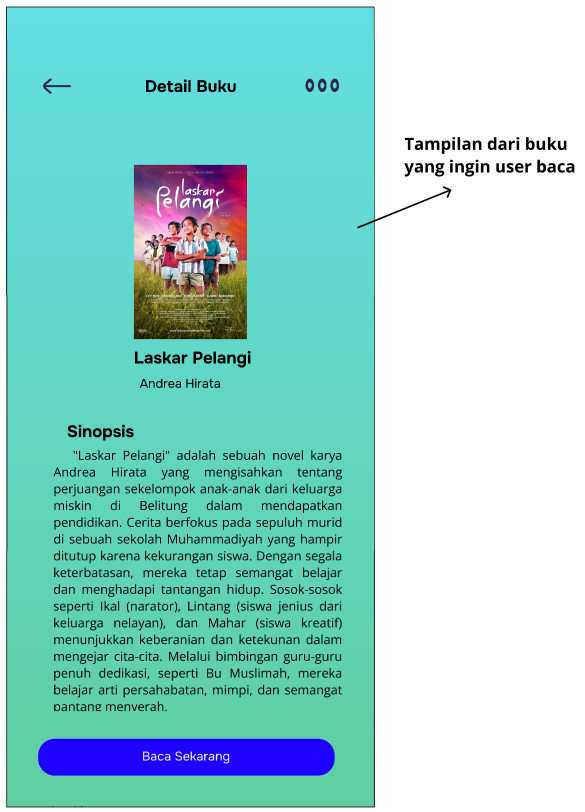 Detail Buku
Tampilan dari buku
yang ingin user baca
laskar
pelangi
Laskar Pelangi
Andrea Hirata
Sinopsis
"Laskar Pelangi" adalah sebuah novel karya
Andrea Hirata yang mengisahkan tentang
perjuangan sekelompok anak-anak dari keluarga
miskin di Belitung dalam mendapatkan
pendidikan. Cerita berfokus pada sepuluh murid
di sebuah sekolah Muhammadiyah yang hampir
ditutup karena kekurangan siswa. Dengan segala
keterbatasan, mereka tetap semangat belajar
dan menghadapi tantangan hidup. Sosok-sosok
seperti Ikal (narator), Lintang (siswa jenius dari
keluarga nelayan), dan Mahar (siswa kreatif)
menunjukkan keberanian dan ketekunan dalam
mengejar cita-cita. Melalui bimbingan guru-guru
penuh dedikasi, seperti Bu Muslimah, mereka
belajar arti persahabatan, mimpi, dan semangat
pantang menyerah.
Baca Sekarang